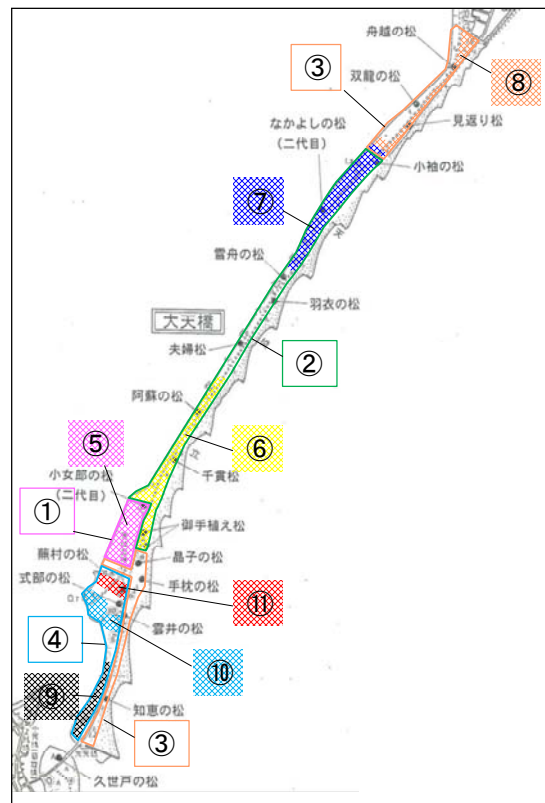 舟越の松
③
⑧
双龍の松
なかよしの松
(二代目)
見返り松
小袖の松
⑦
雪舟の松
羽衣の松
大天橋
夫婦松
②
阿蘇の松
⑤
⑥
小女郎の松
(二代目)
千貫松
①
御手植え松
蕪村の松
晶子の松
式部の松
手枕の松
⑪
雲井の松
④
⑩
⑨
知恵の松
③
久世戸の松